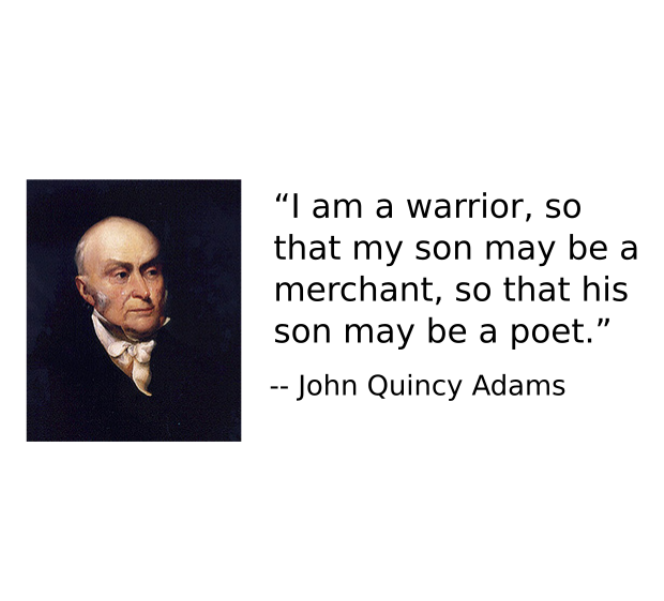 “I am a warrior, so
that my son may be a
merchant, so that his
son may be a poet.”
-- John Quincy Adams